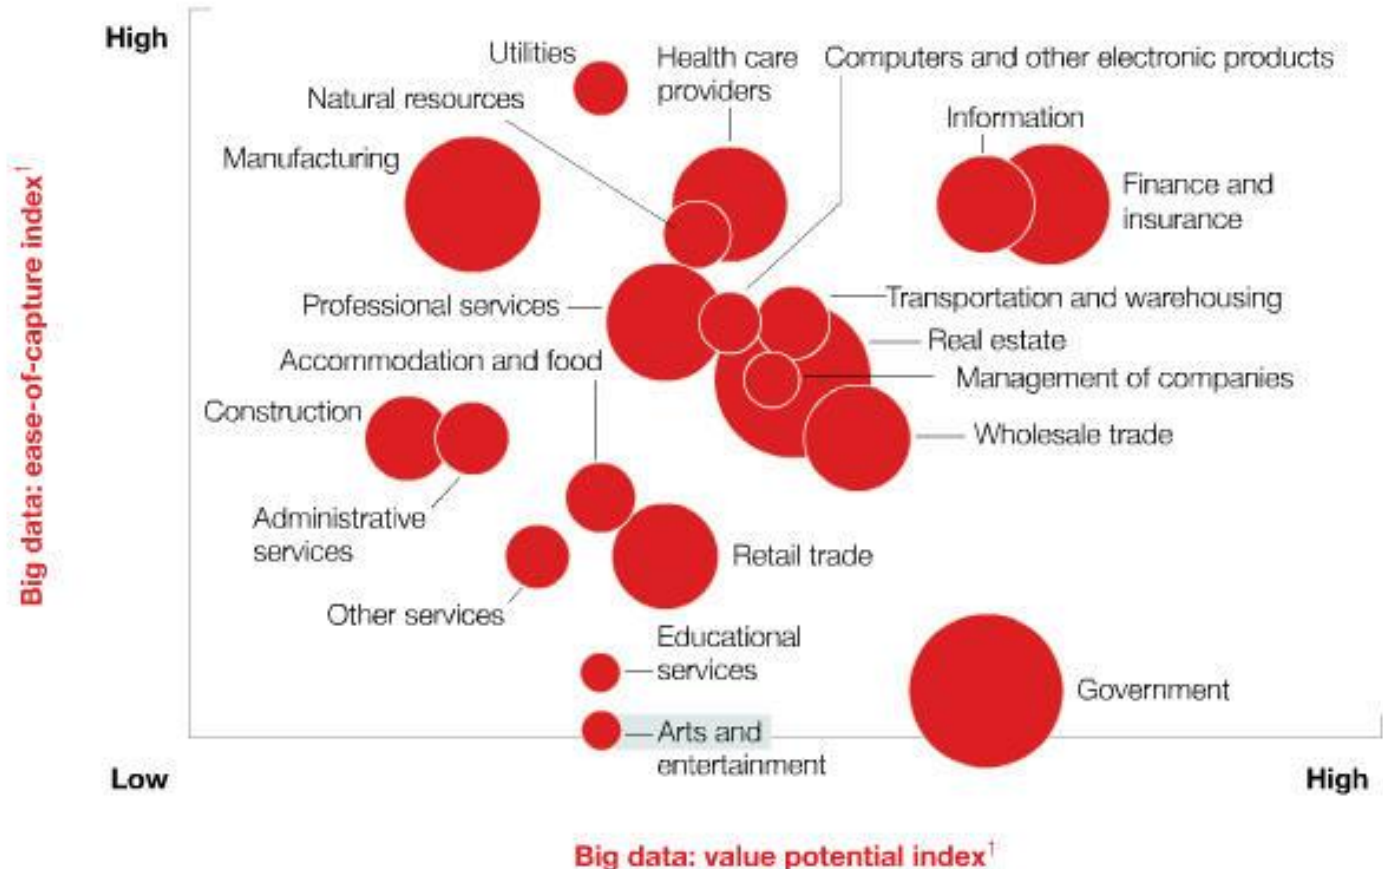 High
Utilities
Health care
providers
Computers and other electronic products
Natural resources
Information
Manufacturing
Finance and
insurance
Big data: ease-of-capture index†
Professional services
Transportation and warehousing
Real estate
Accommodation and food
Management of companies
Construction
Wholesale trade
Administrative
services
Retail trade
Other services
Educational
services
Government
Arts and
entertainment
Low
High
Big data: value potential index†